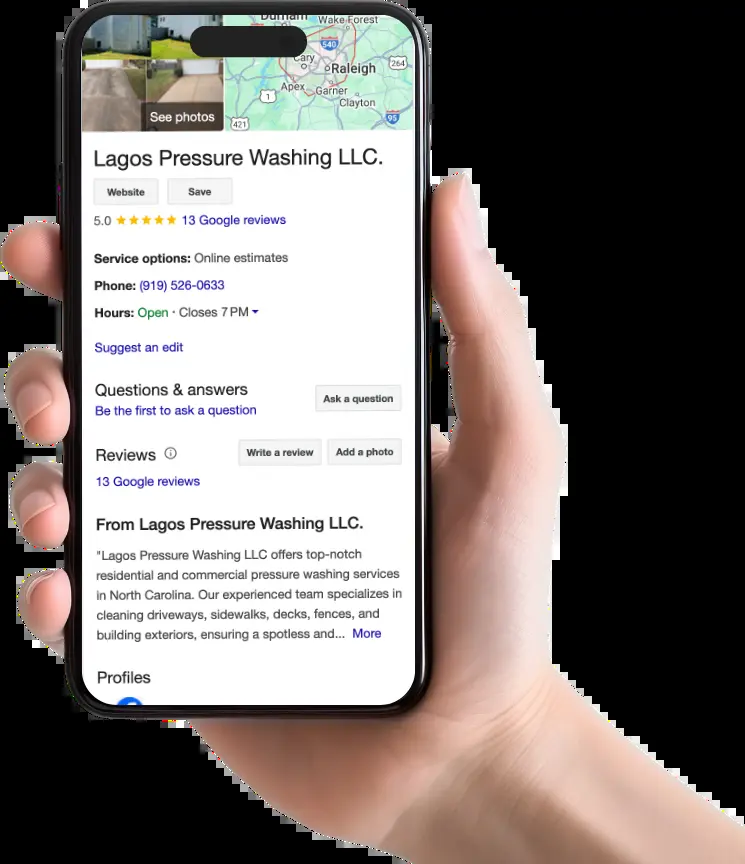 Durham
Wake Forest
540
Cary
Raleigh
264
1
Apex
Garner
Clayton
421
95
See photos
Lagos Pressure Washing LLC.
Website
Save
5.0 ★★★★★ 13 Google reviews
Service options: Online estimates
Phone: (919) 526-0633
Hours: Open · Closes 7 PM
Suggest an edit
Questions & answers
Be the first to ask a question
Ask a question
Reviews
Write a review
Add a photo
13 Google reviews
From Lagos Pressure Washing LLC.
"Lagos Pressure Washing LLC offers top-notch
residential and commercial pressure washing services
in North Carolina. Our experienced team specializes in
cleaning driveways, sidewalks, decks, fences, and
building exteriors, ensuring a spotless and... More
Profiles